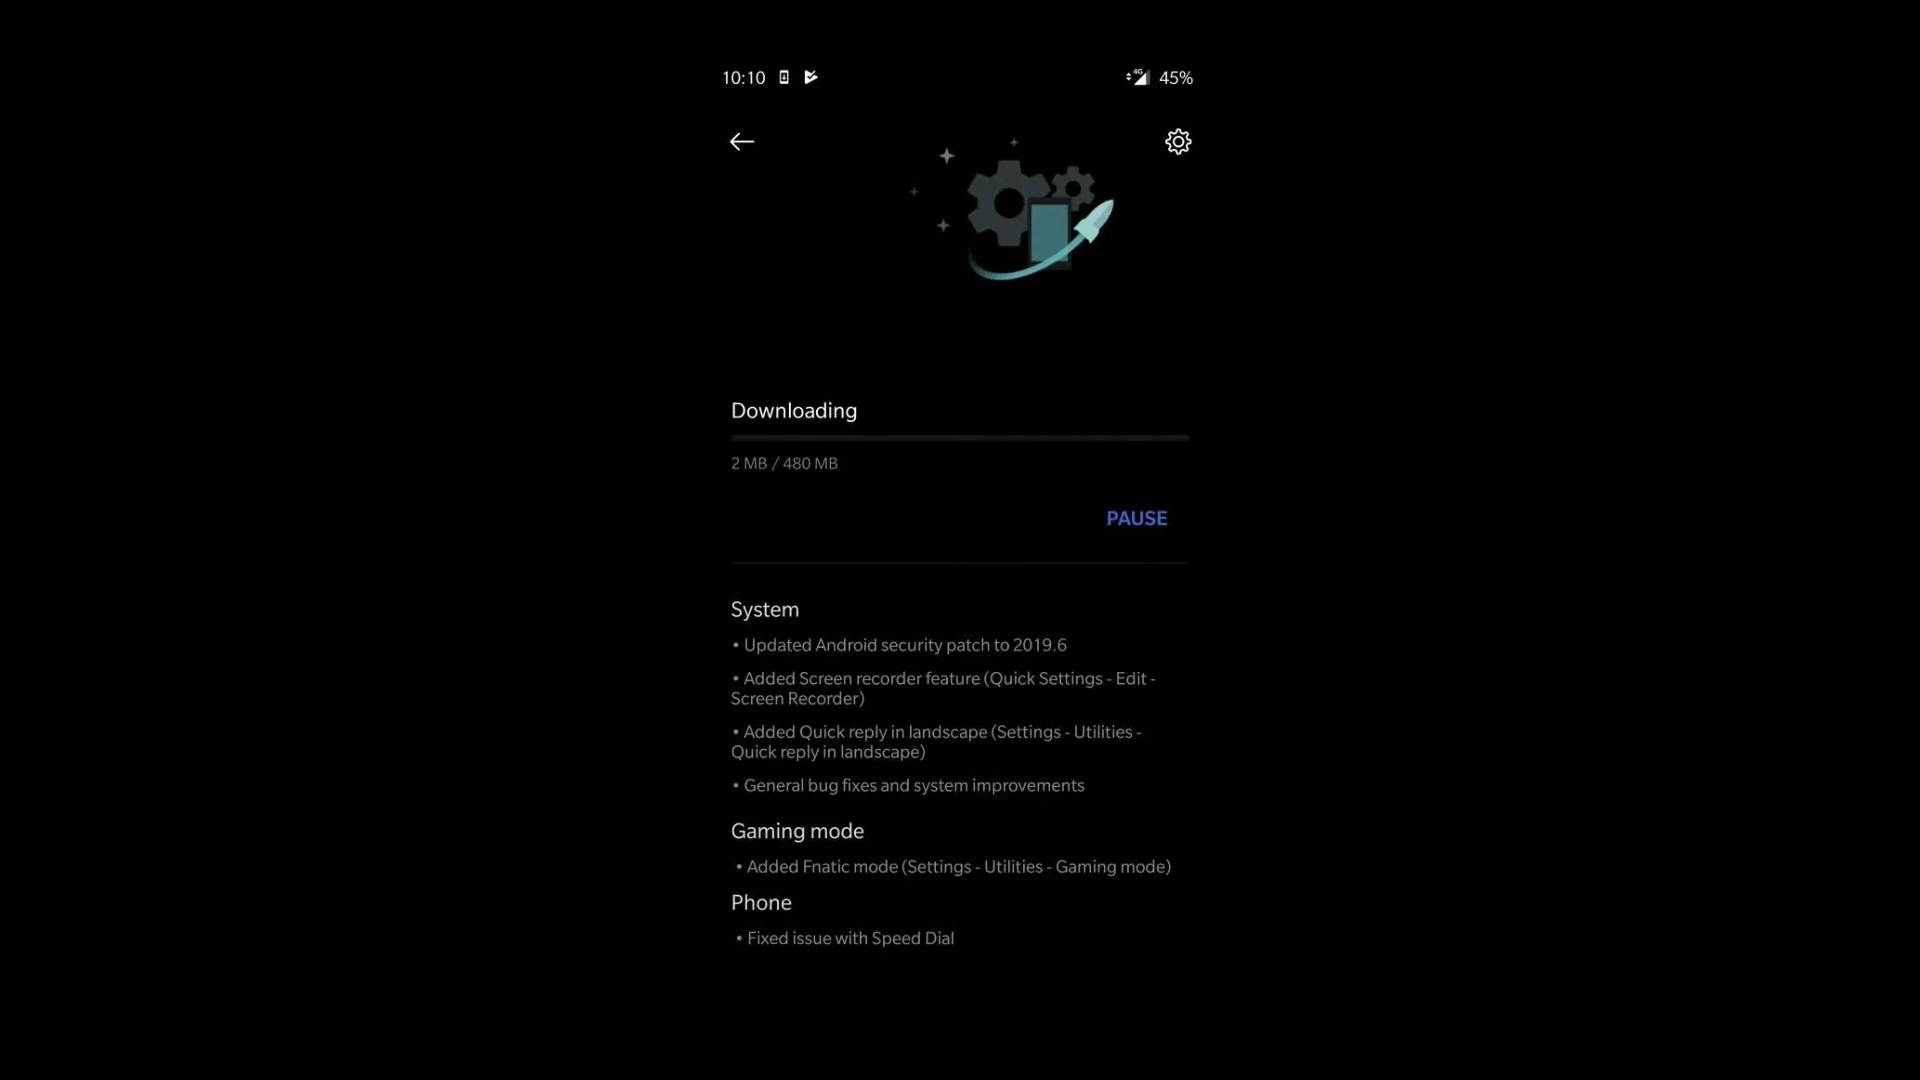 10:10 4G 45%
Downloading
2 MB / 480 MB
PAUSE
System
• Updated Android security patch to 2019.6
• Added Screen recorder feature (Quick Settings - Edit -
Screen Recorder)
• Added Quick reply in landscape (Settings - Utilities -
Quick reply in landscape)
• General bug fixes and system improvements
Gaming mode
• Added Fnatic mode (Settings - Utilities - Gaming mode)
Phone
• Fixed issue with Speed Dial